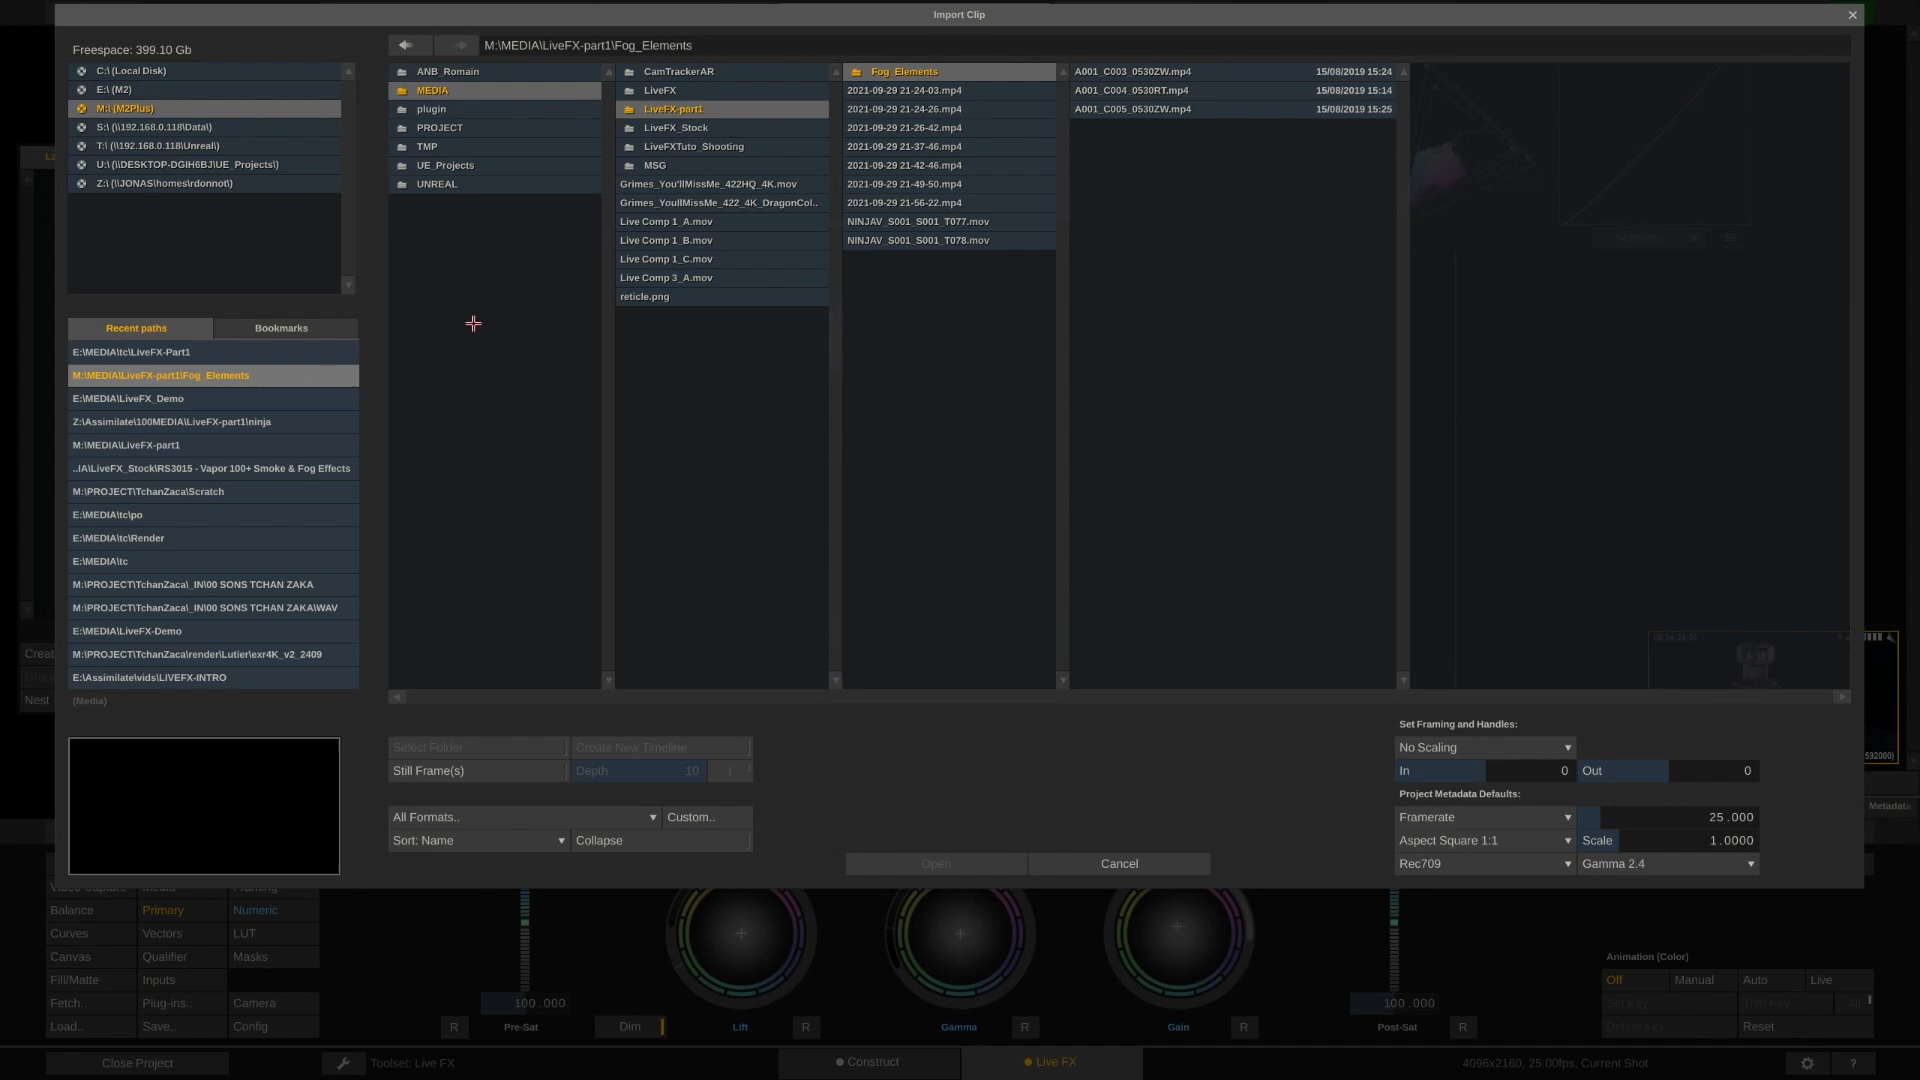 Import Clip
Freespace: 399.10 Gb
M:\MEDIA\LiveFX-part1\Fog_Elements
C:\ (Local Disk)
E:\ (M2)
M:\ (M2Plus)
S:\ (\\192.168.0.118\Data\)
T:\ (\\192.168.0.118\Unreal\)
U:\ (\\DESKTOP-DGIH6BJ\UE_Projects\)
Z:\ (\\JONAS\homes\rdonnot\)
ANB_Romain
MEDIA
plugin
PROJECT
TMP
UE_Projects
UNREAL
CamTrackerAR
LiveFX
LiveFX-part1
LiveFX_Stock
LiveFXTuto_Shooting
MSG
Grimes_You'llMissMe_422HQ_4K.mov
Grimes_YoullMissMe_422_4K_DragonCol..
Live Comp 1_A.mov
Live Comp 1_B.mov
Live Comp 1_C.mov
Live Comp 3_A.mov
reticle.png
Fog_Elements
2021-09-29 21-24-03.mp4
2021-09-29 21-24-26.mp4
2021-09-29 21-26-42.mp4
2021-09-29 21-37-46.mp4
2021-09-29 21-42-46.mp4
2021-09-29 21-49-50.mp4
2021-09-29 21-56-22.mp4
NINJAV_S001_S001_T077.mov
NINJAV_S001_S001_T078.mov
A001_C003_0530ZW.mp4 15/08/2019 15:24
A001_C004_0530RT.mp4 15/08/2019 15:14
A001_C005_0530ZW.mp4 15/08/2019 15:25
Recent paths Bookmarks
E:\MEDIA\tc\LiveFX-Part1
M:\MEDIA\LiveFX-part1\Fog_Elements
E:\MEDIA\LiveFX_Demo
Z:\Assimilate\100MEDIA\LiveFX-part1\ninja
M:\MEDIA\LiveFX-part1
..IA\LiveFX_Stock\RS3015 - Vapor 100+ Smoke & Fog Effects
M:\PROJECT\TchanZaca\Scratch
E:\MEDIA\tc\po
E:\MEDIA\tc\Render
E:\MEDIA\tc
M:\PROJECT\TchanZaca\_IN\00 SONS TCHAN ZAKA
M:\PROJECT\TchanZaca\_IN\00 SONS TCHAN ZAKA\WAV
E:\MEDIA\LiveFX-Demo
M:\PROJECT\TchanZaca\render\Lutier\exr4K_v2_2409
E:\Assimilate\vids\LIVEFX-INTRO
(Media)
Creat
Nest
Select Folder Create New Timeline
Still Frame(s) Depth 10
All Formats.. Custom..
Sort: Name Collapse
Open Cancel
Set Framing and Handles:
No Scaling
In 0 Out 0
Project Metadata Defaults:
Framerate 25.000
Aspect Square 1:1 Scale 1.0000
Rec709 Gamma 2.4
592000)
Metadata
Video Capture Media Framing
Balance Primary Numeric
Curves Vectors LUT
Canvas Qualifier Masks
Fill/Matte Inputs
Fetch.. Plug-ins.. Camera
Load.. Save.. Config
100.000
R Pre-Sat Dim Lift R Gamma R Gain R
100.000
Post-Sat R
Animation (Color)
Off Manual Auto Live
Set Key
Delete Key Reset
Close Project Toolset: Live FX Construct Live FX 4096x2160, 25.00fps, Current Shot ?